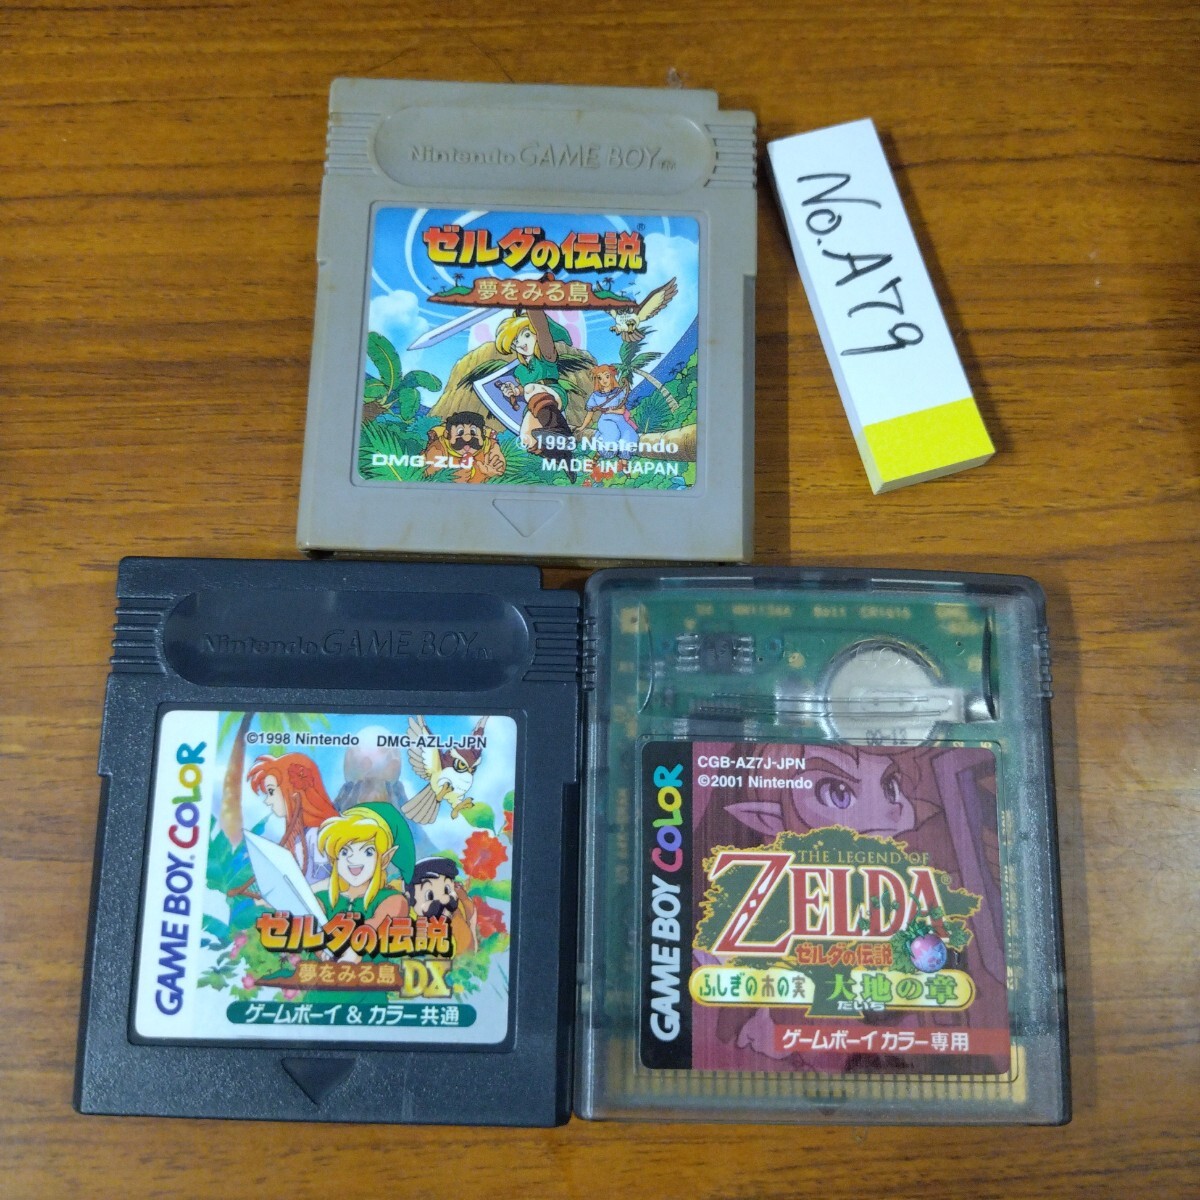 Nintendo GAME BOY TM
ゼルダの伝説®
夢をみる島
© 1993 Nintendo
DMG-ZLJ
MADE IN JAPAN
No.A79
Nintendo GAME BOY TM
©1998 Nintendo DMG-AZLJ-JPN
GAME BOY COLOR
ゼルダの伝説
夢をみる島 DX
ゲームボーイ & カラー共通
CGB-AZ7J-JPN
©2001 Nintendo
GAME BOY COLOR
THE LEGEND OF
ZELDA®
ゼルダの伝説
ふしぎの木の実 大地の章
だいち
ゲームボーイカラー専用